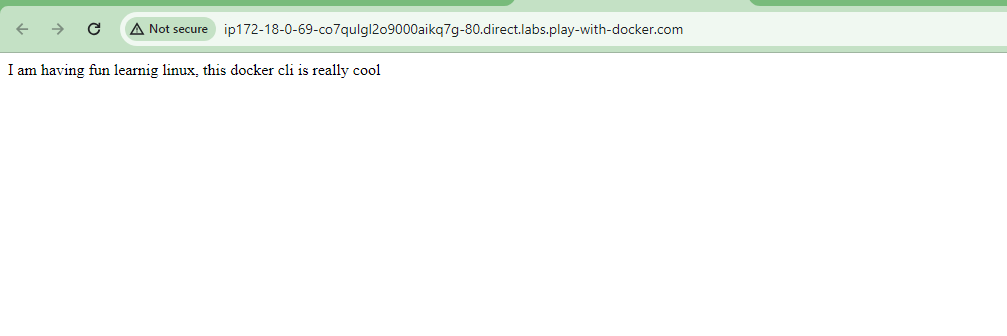 Not secure
ip172-18-0-69-co7qulgl2o9000aikq7g-80.direct.labs.play-with-docker.com
I am having fun learnig linux, this docker cli is really cool